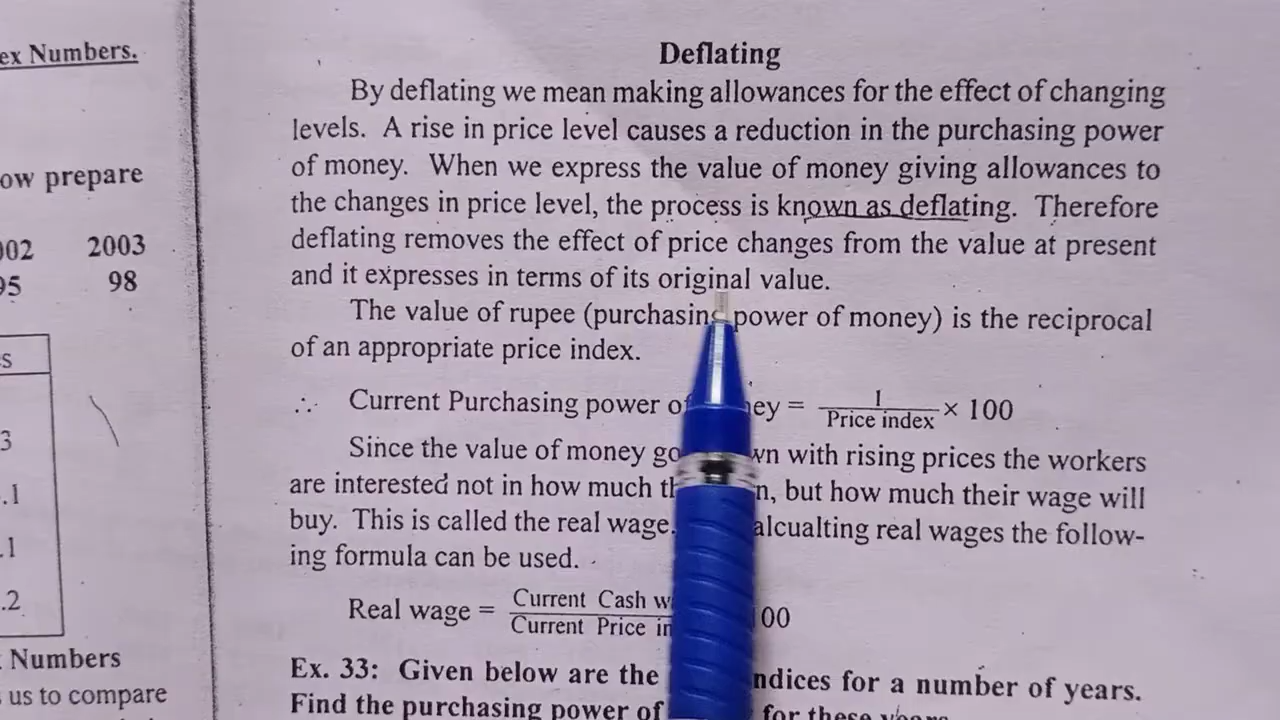 ex Numbers.
ow prepare
002 2003
95 98
s
3
.1
.1
.2
Numbers
us to compare
Deflating
By deflating we mean making allowances for the effect of changing
levels. A rise in price level causes a reduction in the purchasing power
of money. When we express the value of money giving allowances to
the changes in price level, the process is known as deflating. Therefore
deflating removes the effect of price changes from the value at present
and it expresses in terms of its original value.
The value of rupee (purchasing power of money) is the reciprocal
of an appropriate price index.
∴ Current Purchasing power of ey = 1 / Price index × 100
Since the value of money go wn with rising prices the workers
are interested not in how much th n, but how much their wage will
buy. This is called the real wage. alcualting real wages the follow-
ing formula can be used.
Real wage = Current Cash w / Current Price in 00
Ex. 33: Given below are the ndices for a number of years.
Find the purchasing power of for these years